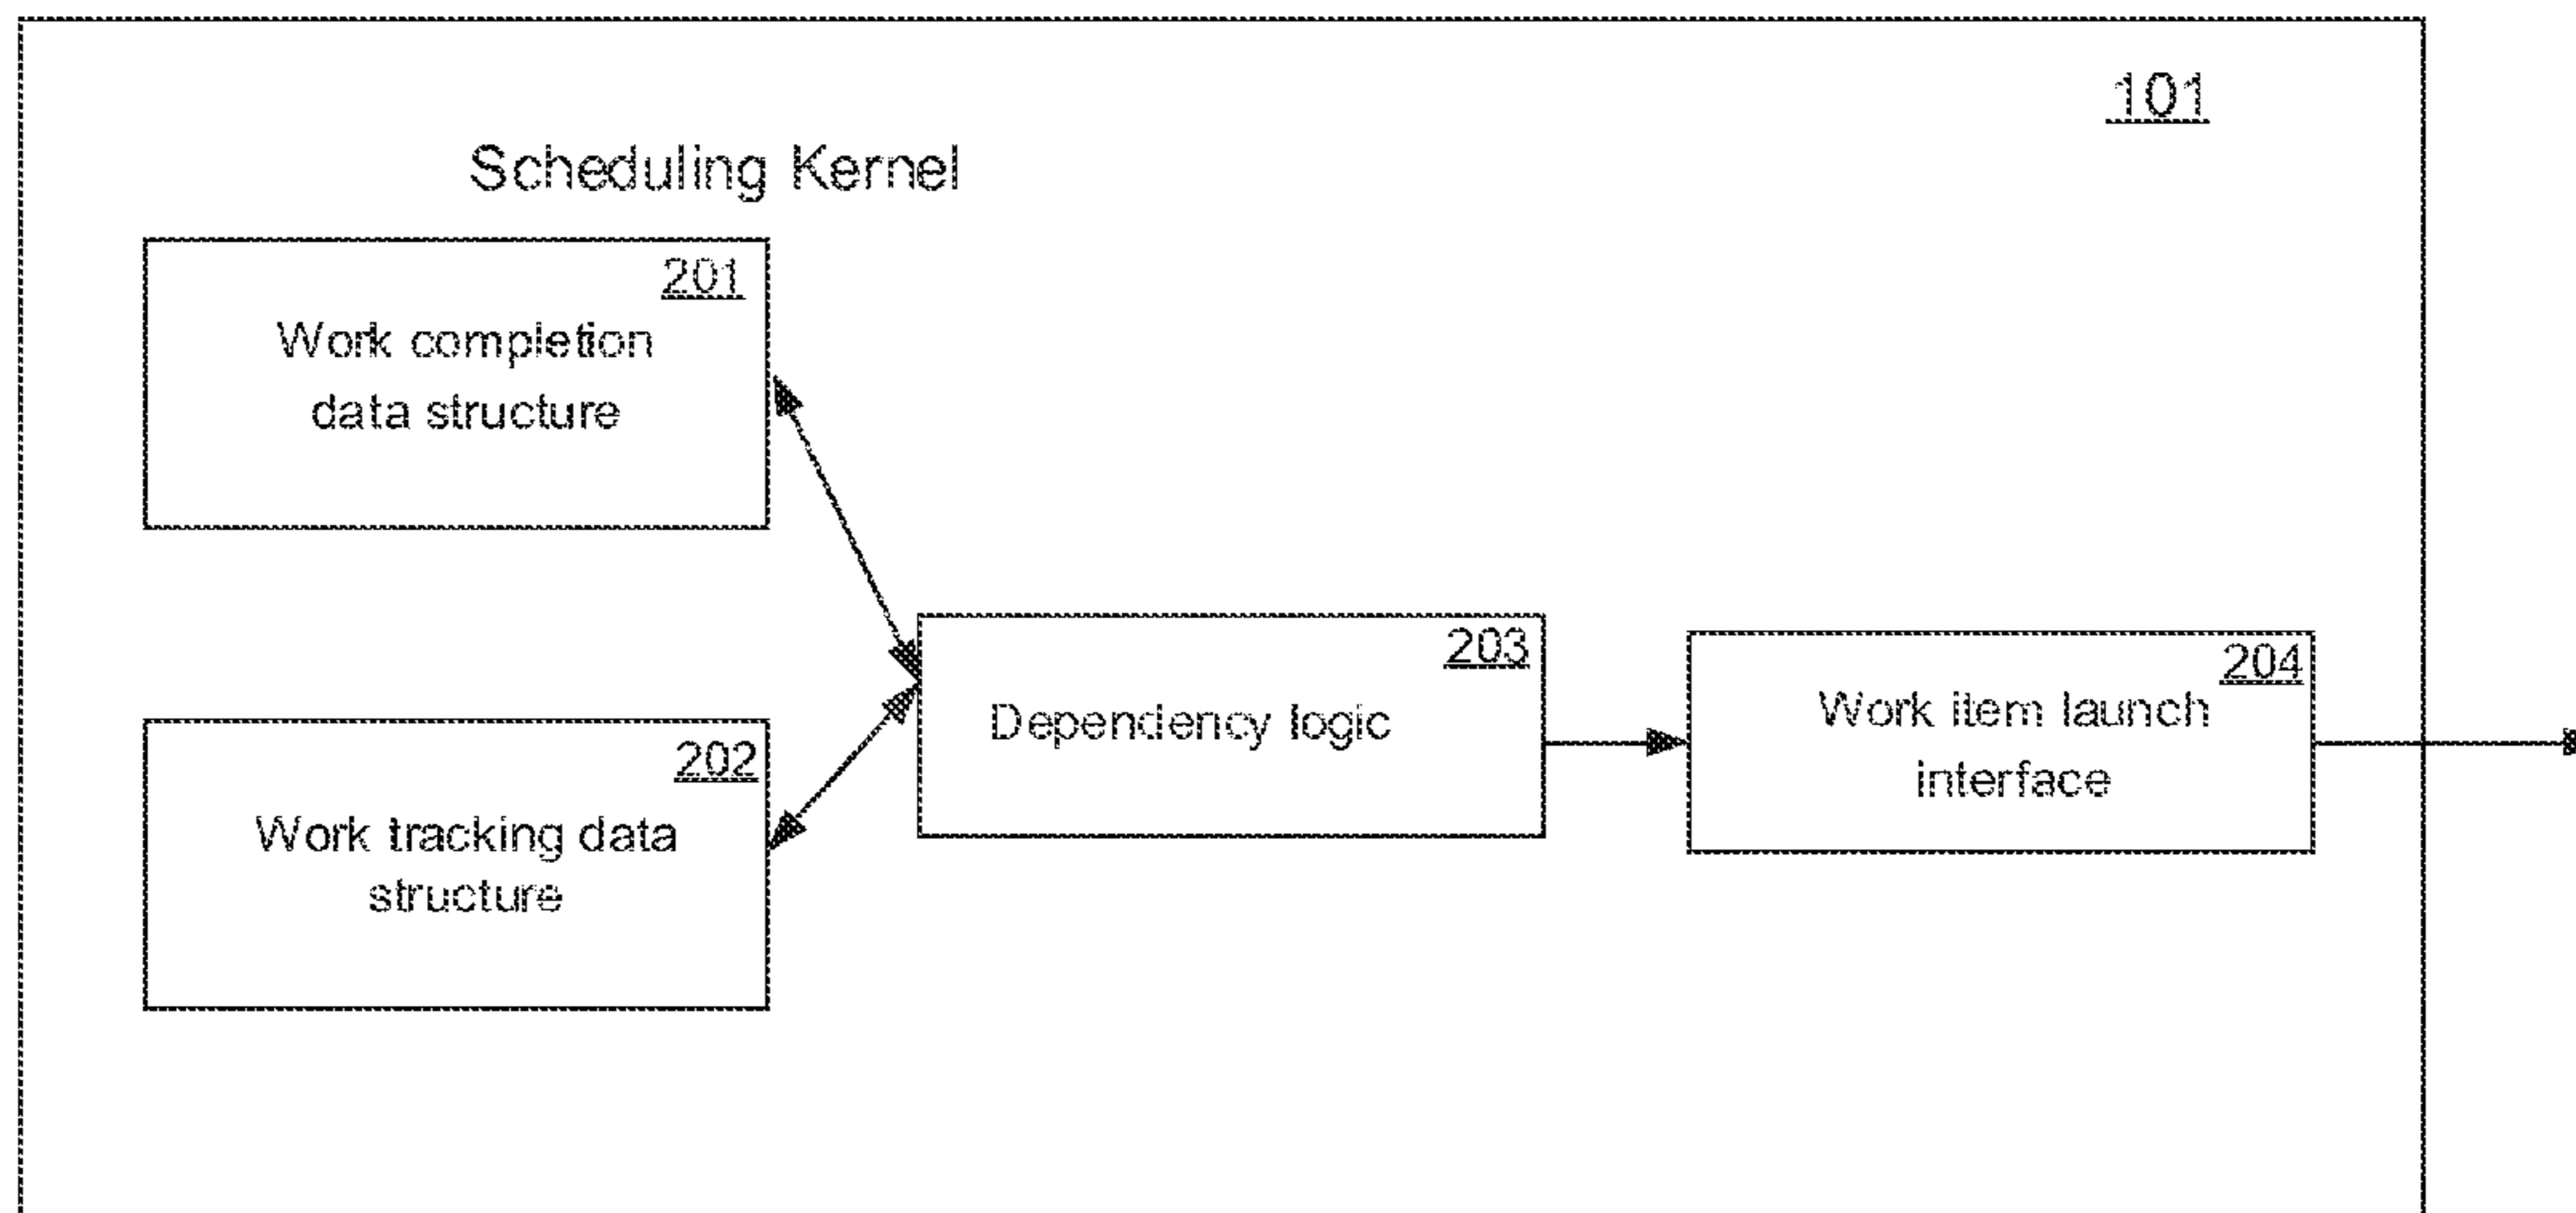 101
Scheduling Kernel
201
Work completion
data structure
202
Work tracking data
structure
203
Dependency logic
204
Work item launch
interface